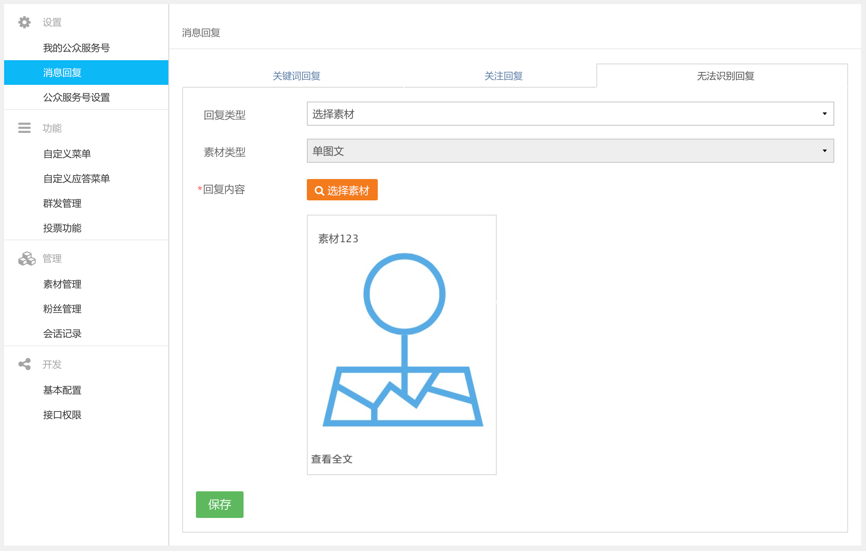 设置
我的公众服务号
消息回复
公众服务号设置
功能
自定义菜单
自定义应答菜单
群发管理
投票功能
管理
素材管理
粉丝管理
会话记录
开发
基本配置
接口权限
消息回复
关键词回复
关注回复
无法识别回复
回复类型
选择素材
素材类型
单图文
*回复内容
选择素材
素材123
查看全文
保存